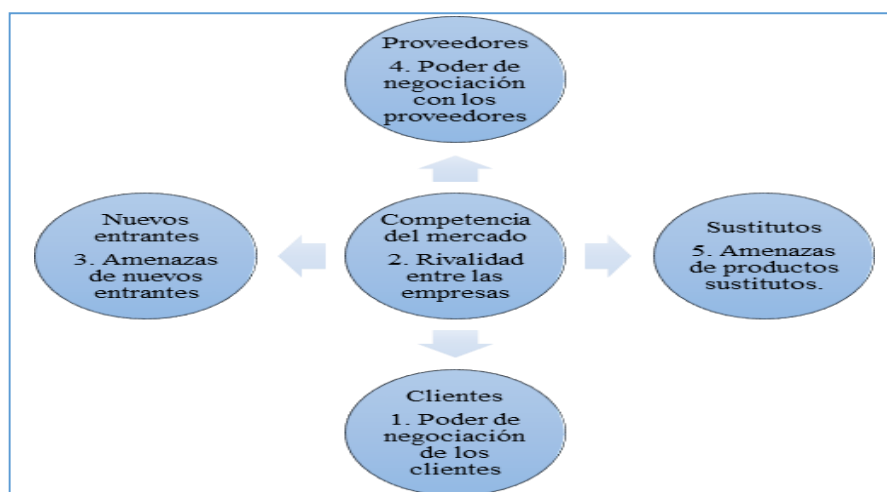 Proveedores
4. Poder de
negociación
con los
proveedores
Nuevos
entrantes
3. Amenazas
de nuevos
entrantes
Competencia
del mercado
2. Rivalidad
entre las
empresas
Sustitutos
5. Amenazas
de productos
sustitutos.
Clientes
1. Poder de
negociación
de los
clientes